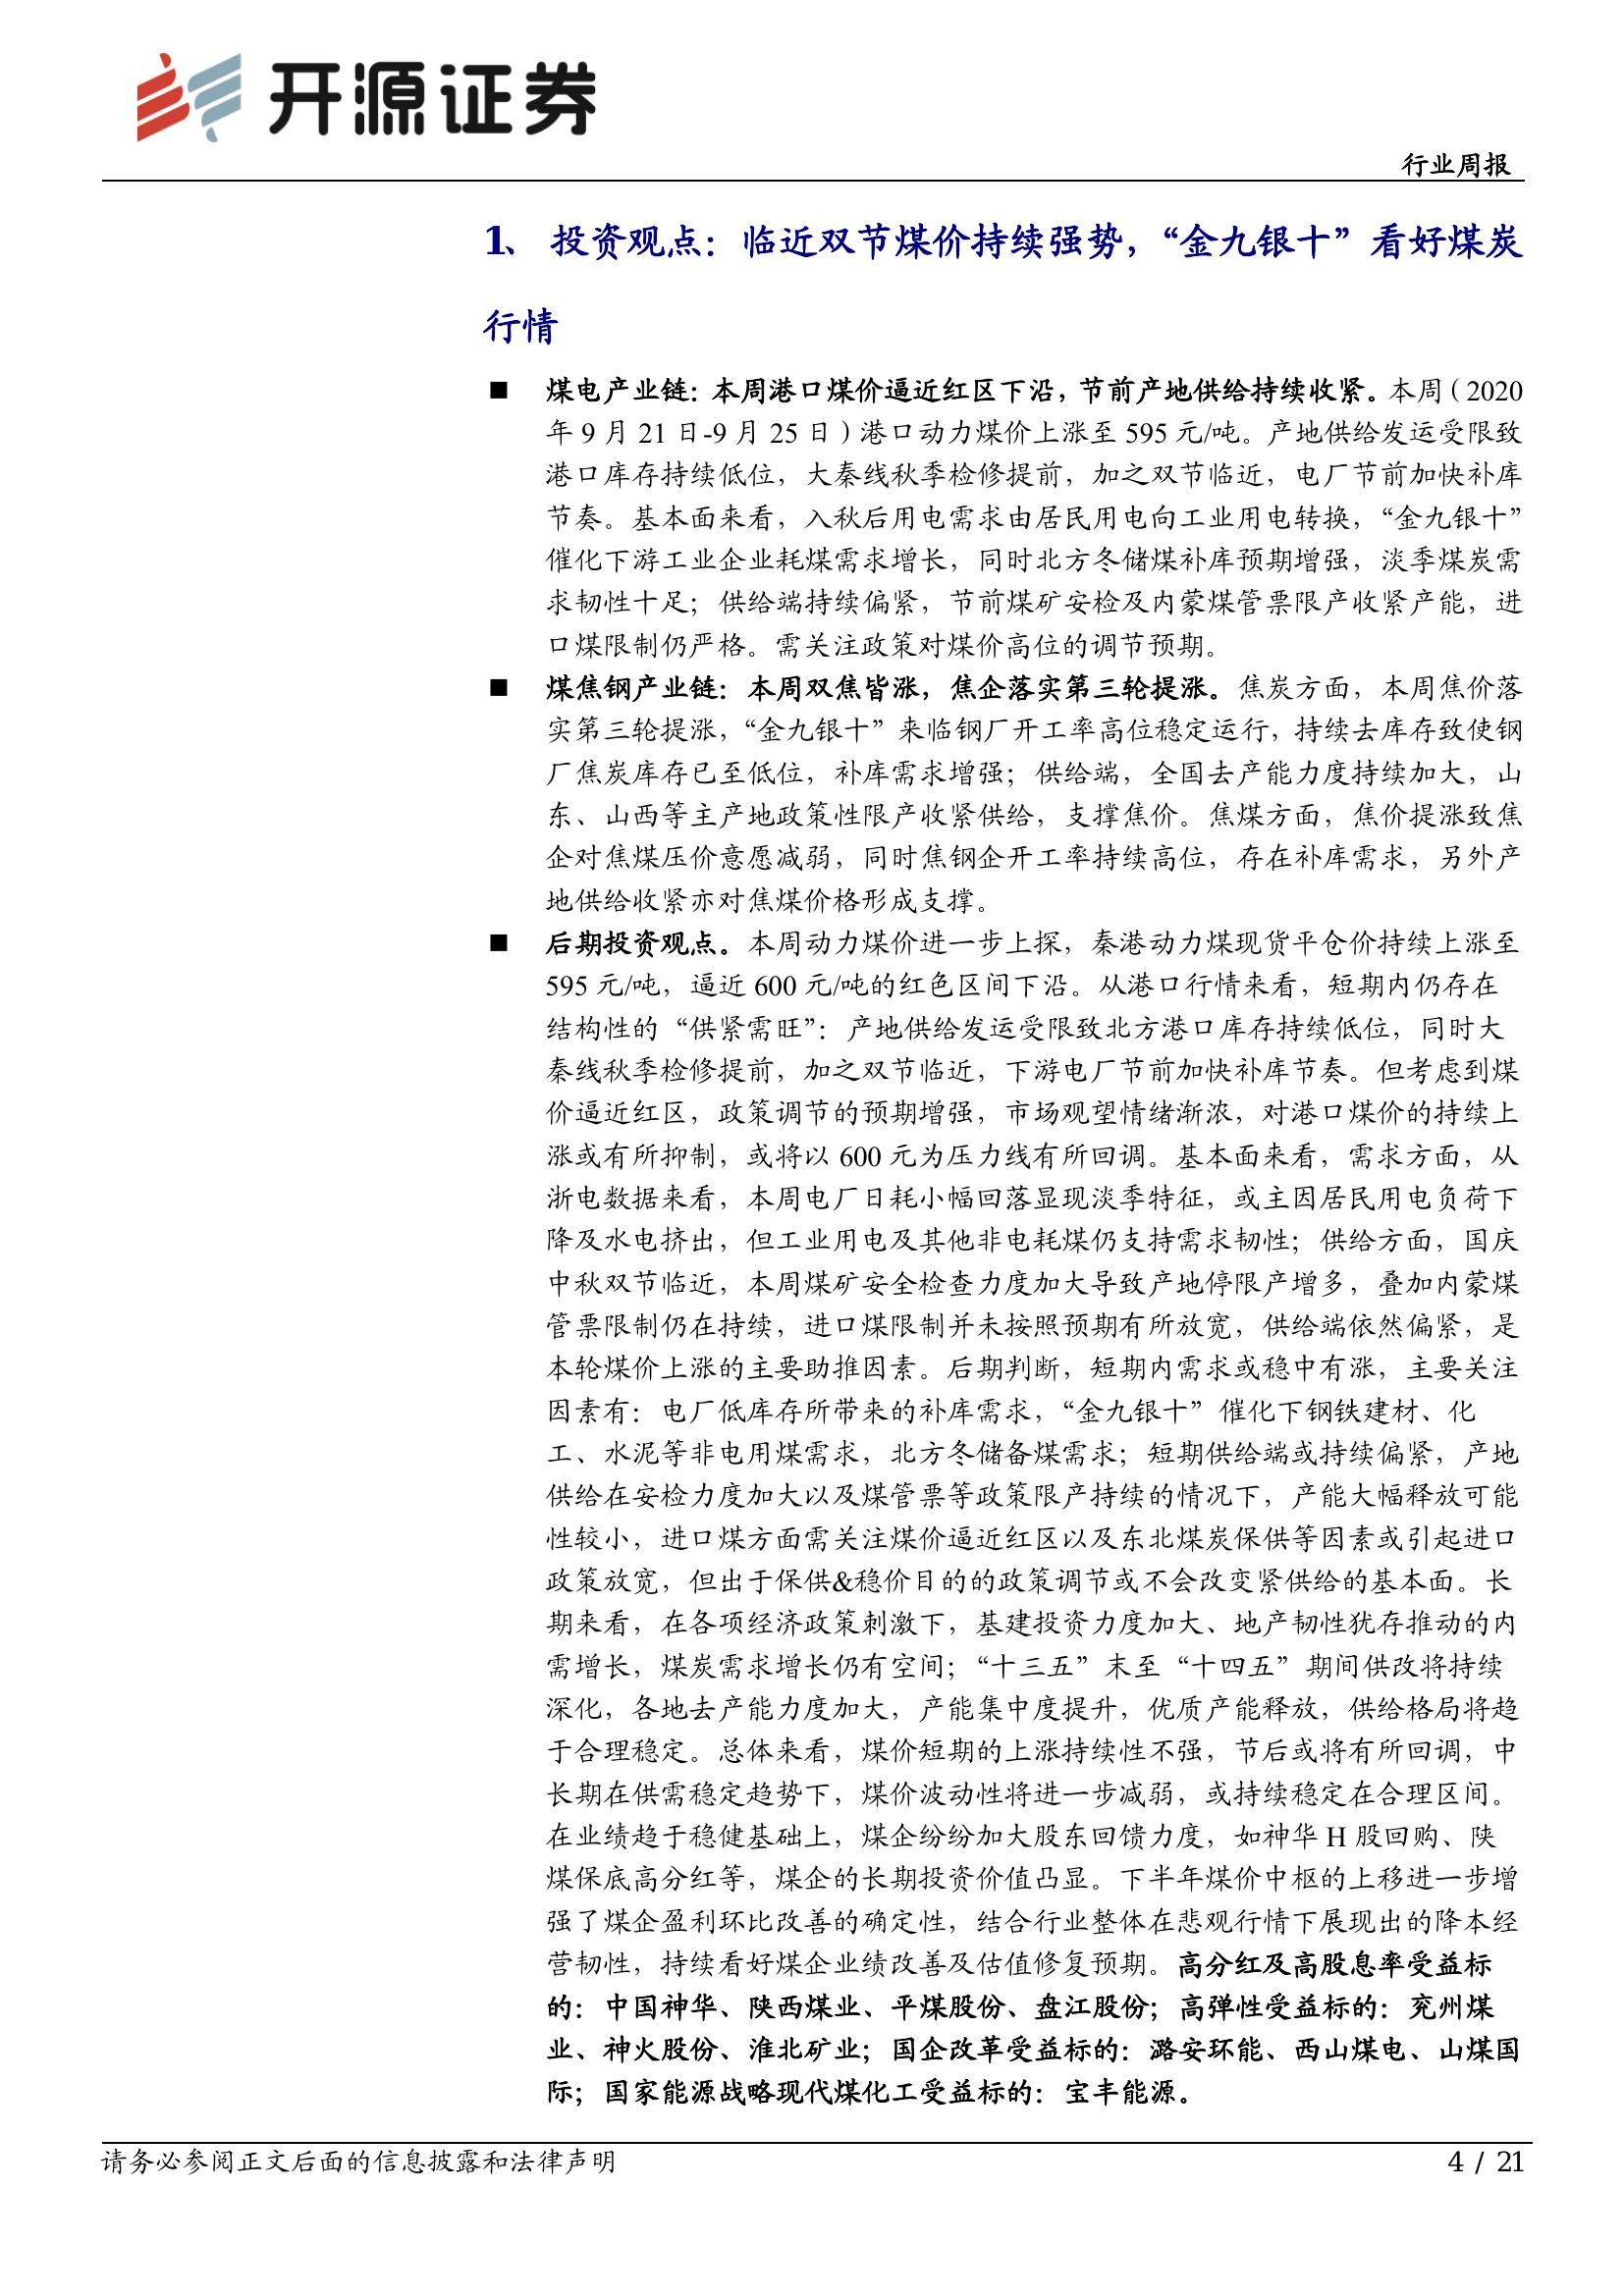 开源证券
行业周报
1、 投资观点：临近双节煤价持续强势，“金九银十”看好煤炭
行情
■ 煤电产业链：本周港口煤价逼近红区下沿，节前产地供给持续收紧。本周（2020
年 9 月 21 日-9 月 25 日）港口动力煤价上涨至 595 元/吨。产地供给发运受限致
港口库存持续低位，大秦线秋季检修提前，加之双节临近，电厂节前加快补库
节奏。基本面来看，入秋后用电需求由居民用电向工业用电转换，“金九银十”
催化下游工业企业耗煤需求增长，同时北方冬储煤补库预期增强，淡季煤炭需
求韧性十足；供给端持续偏紧，节前煤矿安检及内蒙煤管票限产收紧产能，进
口煤限制仍严格。需关注政策对煤价高位的调节预期。
■ 煤焦钢产业链：本周双焦皆涨，焦企落实第三轮提涨。焦炭方面，本周焦价落
实第三轮提涨，“金九银十”来临钢厂开工率高位稳定运行，持续去库存致使钢
厂焦炭库存已至低位，补库需求增强；供给端，全国去产能力度持续加大，山
东、山西等主产地政策性限产收紧供给，支撑焦价。焦煤方面，焦价提涨致焦
企对焦煤压价意愿减弱，同时焦钢企开工率持续高位，存在补库需求，另外产
地供给收紧亦对焦煤价格形成支撑。
■ 后期投资观点。本周动力煤价进一步上探，秦港动力煤现货平仓价持续上涨至
595 元/吨，逼近 600 元/吨的红色区间下沿。从港口行情来看，短期内仍存在
结构性的“供紧需旺”：产地供给发运受限致北方港口库存持续低位，同时大
秦线秋季检修提前，加之双节临近，下游电厂节前加快补库节奏。但考虑到煤
价逼近红区，政策调节的预期增强，市场观望情绪渐浓，对港口煤价的持续上
涨或有所抑制，或将以 600 元为压力线有所回调。基本面来看，需求方面，从
浙电数据来看，本周电厂日耗小幅回落显现淡季特征，或主因居民用电负荷下
降及水电挤出，但工业用电及其他非电耗煤仍支持需求韧性；供给方面，国庆
中秋双节临近，本周煤矿安全检查力度加大导致产地停限产增多，叠加内蒙煤
管票限制仍在持续，进口煤限制并未按照预期有所放宽，供给端依然偏紧，是
本轮煤价上涨的主要助推因素。后期判断，短期内需求或稳中有涨，主要关注
因素有：电厂低库存所带来的补库需求，“金九银十”催化下钢铁建材、化
工、水泥等非电用煤需求，北方冬储备煤需求；短期供给端或持续偏紧，产地
供给在安检力度加大以及煤管票等政策限产持续的情况下，产能大幅释放可能
性较小，进口煤方面需关注煤价逼近红区以及东北煤炭保供等因素或引起进口
政策放宽，但出于保供&稳价目的的政策调节或不会改变紧供给的基本面。长
期来看，在各项经济政策刺激下，基建投资力度加大、地产韧性犹存推动的内
需增长，煤炭需求增长仍有空间；“十三五”末至“十四五”期间供改将持续
深化，各地去产能力度加大，产能集中度提升，优质产能释放，供给格局将趋
于合理稳定。总体来看，煤价短期的上涨持续性不强，节后或将有所回调，中
长期在供需稳定趋势下，煤价波动性将进一步减弱，或持续稳定在合理区间。
在业绩趋于稳健基础上，煤企纷纷加大股东回馈力度，如神华 H 股回购、陕
煤保底高分红等，煤企的长期投资价值凸显。下半年煤价中枢的上移进一步增
强了煤企盈利环比改善的确定性，结合行业整体在悲观行情下展现出的降本经
营韧性，持续看好煤企业绩改善及估值修复预期。高分红及高股息率受益标
的：中国神华、陕西煤业、平煤股份、盘江股份；高弹性受益标的：兖州煤
业、神火股份、淮北矿业；国企改革受益标的：潞安环能、西山煤电、山煤国
际；国家能源战略现代煤化工受益标的：宝丰能源。
请务必参阅正文后面的信息披露和法律声明
4 / 21